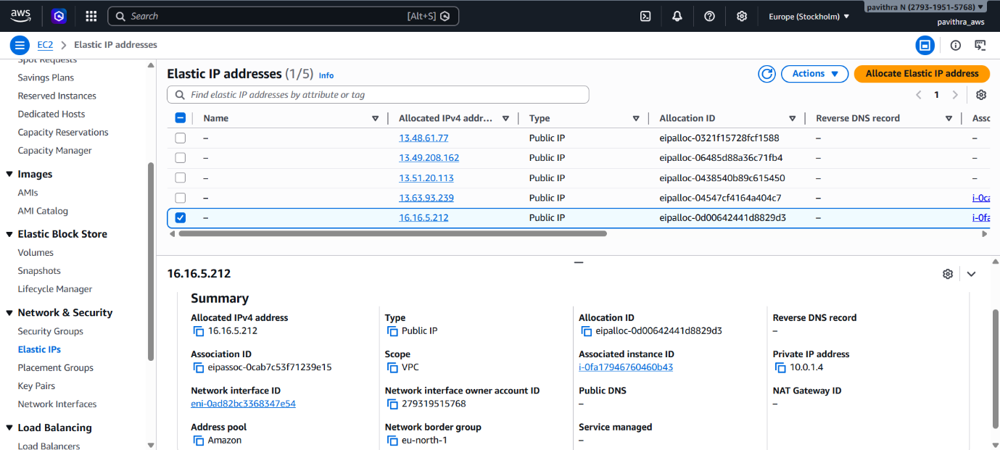 aws
Search [Alt+S]
Europe (Stockholm)
pavithra N (2793-1951-5768)
pavithra_aws
EC2 > Elastic IP addresses
Spot Requests
Savings Plans
Reserved Instances
Dedicated Hosts
Capacity Reservations
Capacity Manager
Images
AMIs
AMI Catalog
Elastic Block Store
Volumes
Snapshots
Lifecycle Manager
Network & Security
Security Groups
Elastic IPs
Placement Groups
Key Pairs
Network Interfaces
Load Balancing
Load Balancers
Elastic IP addresses (1/5) Info
Actions
Allocate Elastic IP address
Find elastic IP addresses by attribute or tag
1
Name Allocated IPv4 addr... Type Allocation ID Reverse DNS record Assc
– 13.48.61.77 Public IP eipalloc-0321f15728fcf1588 – –
– 13.49.208.162 Public IP eipalloc-06485d88a36c71fb4 – –
– 13.51.20.113 Public IP eipalloc-0438540b89c615450 – –
– 13.63.93.239 Public IP eipalloc-04547cf4164a404c7 – i-0ca
– 16.16.5.212 Public IP eipalloc-0d00642441d8829d3 – i-0fa
16.16.5.212
Summary
Allocated IPv4 address Type Allocation ID Reverse DNS record
16.16.5.212 Public IP eipalloc-0d00642441d8829d3 –
Association ID Scope Associated instance ID Private IP address
eipassoc-0cab7c53f71239e15 VPC i-0fa17946760460b43 10.0.1.4
Network interface ID Network interface owner account ID Public DNS NAT Gateway ID
eni-0ad82bc3368347e54 279319515768 – –
Address pool Network border group Service managed
Amazon eu-north-1 –